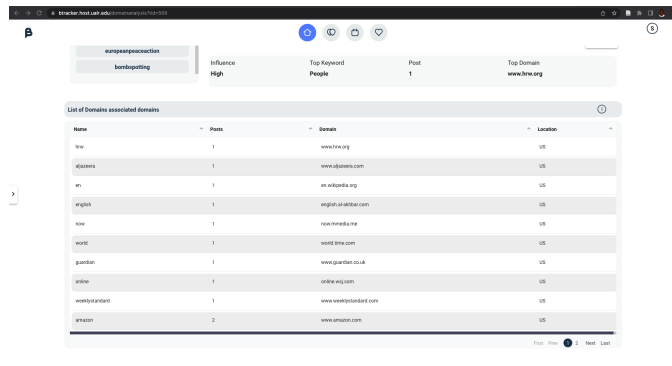 btracker.host.ualr.edu/domainanalysis?tid=505
β
S
europeanpeaceaction
bombspotting
Influence Top Keyword Post Top Domain
High People 1 www.hrw.org
List of Domains associated domains
Name Posts Domain Location
hrw 1 www.hrw.org US
aljazeera 1 www.aljazeera.com US
en 1 en.wikipedia.org US
english 1 english.al-akhbar.com US
now 1 now.mmedia.me US
world 1 world.time.com US
guardian 1 www.guardian.co.uk US
online 1 online.wsj.com US
weeklystandard 1 www.weeklystandard.com US
amazon 2 www.amazon.com US
First Prev 1 2 Next Last